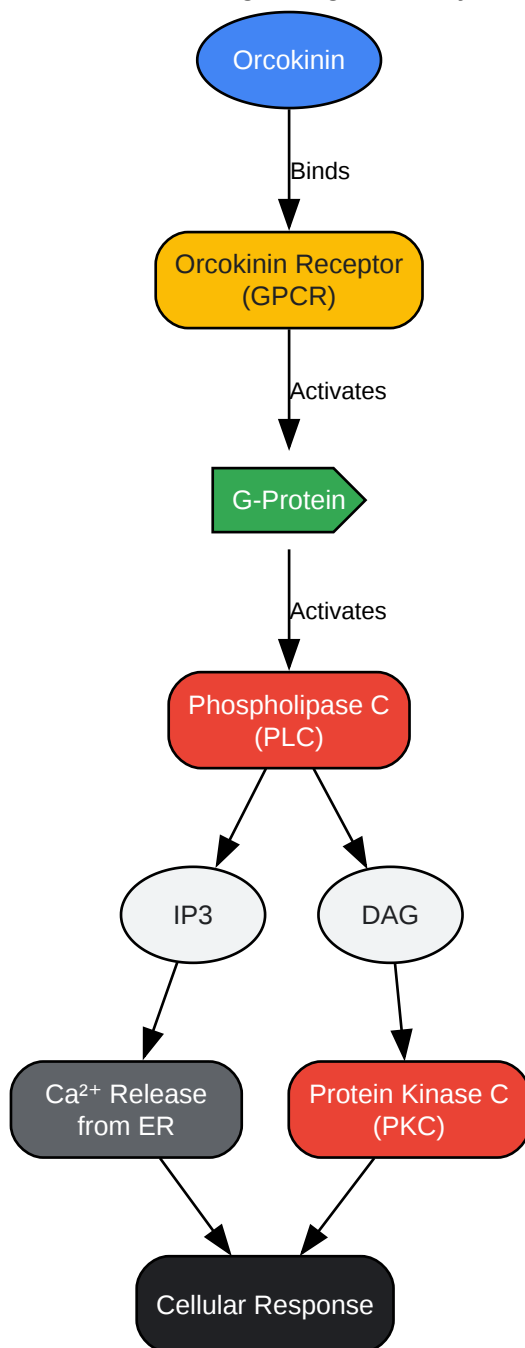 Orcokinin
Binds
Orcokinin Receptor
(GPCR)
Activates
G-Protein
Activates
Phospholipase C
(PLC)
IP3
DAG
Ca²⁺ Release
from ER
Protein Kinase C
(PKC)
Cellular Response